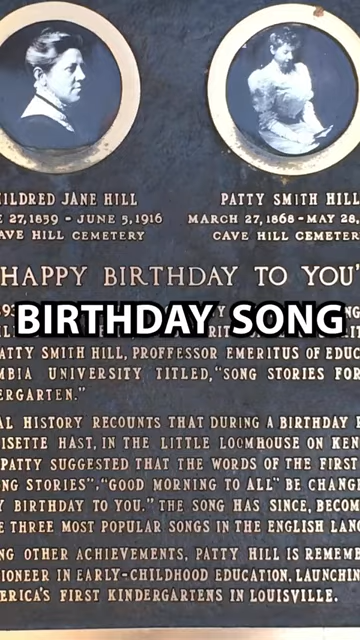 ILDRED JANE HILL
PATTY SMITH HILL
E 27, 1859 - JUNE 5, 1916
MARCH 27, 1868 - MAY 28,
AVE HILL CEMETERY
CAVE HILL CEMETER
"HAPPY BIRTHDAY TO YOU"
BIRTHDAY SONG
ATTY SMITH HILL, PROFFESSOR EMERITUS OF EDUC
MBIA UNIVERSITY TITLED, "SONG STORIES FOR
ERGARTEN."
AL HISTORY RECOUNTS THAT DURING A BIRTHDAY P
ISETTE HAST, IN THE LITTLE LOOMHOUSE ON KEN
PATTY SUGGESTED THAT THE WORDS OF THE FIRST
NG STORIES". "GOOD MORNING TO ALL" BE CHANGE
Y BIRTHDAY TO YOU." THE SONG HAS SINCE, BECOM
E THREE MOST POPULAR SONGS IN THE ENGLISH LAN
NG OTHER ACHIEVEMENTS, PATTY HILL IS REMEMBE
IONEER IN EARLY-CHILDHOOD EDUCATION, LAUNCHIN
ERICA'S FIRST KINDERGARTENS IN LOUISVILLE.